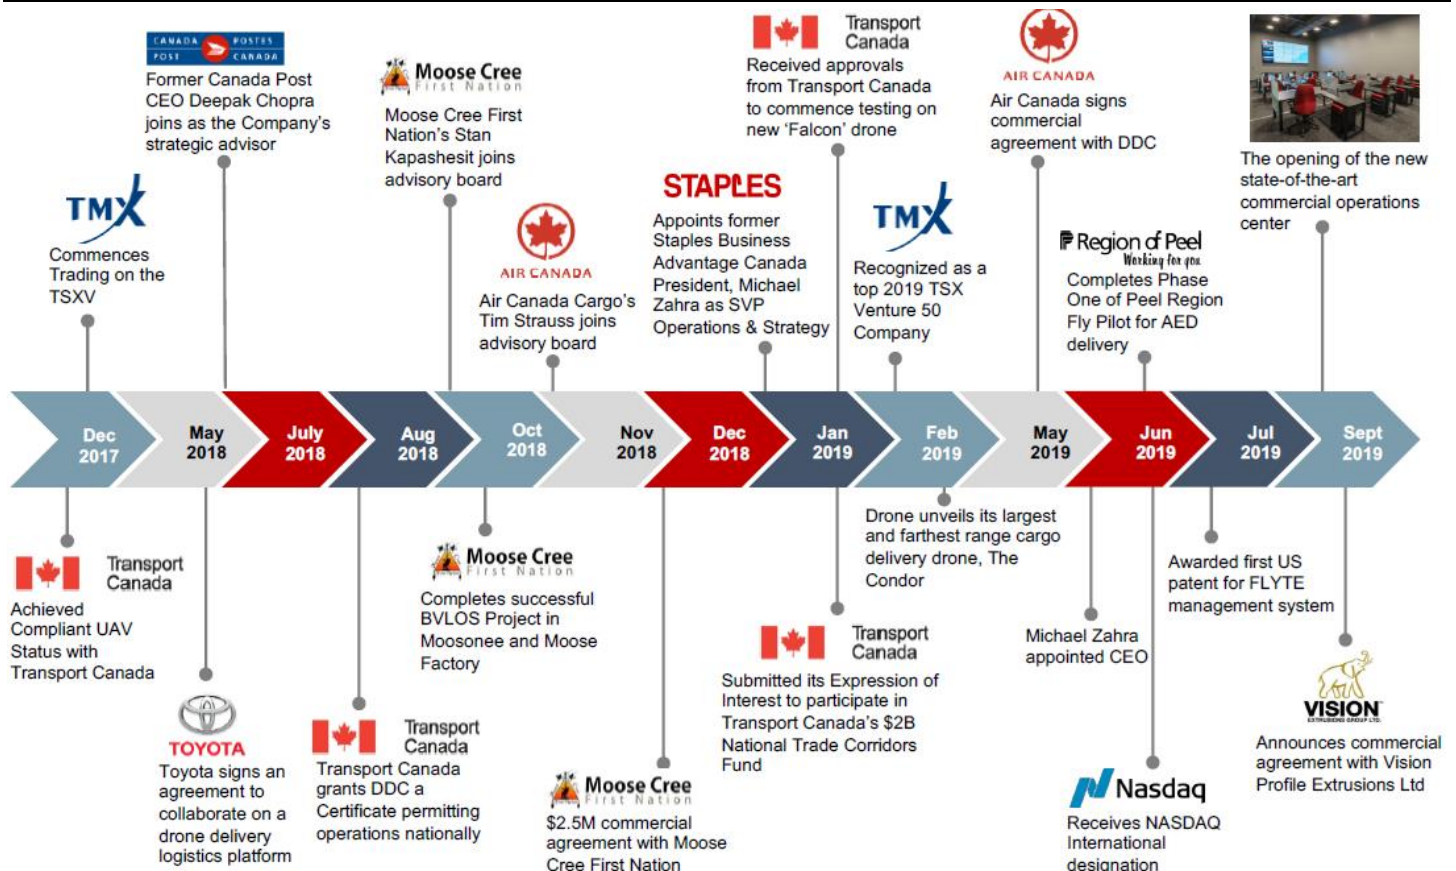 CANADA POSTES
POST CANADA
Former Canada Post
CEO Deepak Chopra
joins as the Company's
strategic advisor
Moose Cree
First Nation
Moose Cree First
Nation's Stan
Kapashesit joins
advisory board
Transport
Canada
Received approvals
from Transport Canada
to commence testing on
new 'Falcon' drone
AIR CANADA
Air Canada signs
commercial
agreement with DDC
The opening of the new
state-of-the-art
commercial operations
center
TMX
Commences
Trading on the
TSXV
AIR CANADA
Air Canada Cargo's
Tim Strauss joins
advisory board
STAPLES
Appoints former
Staples Business
Advantage Canada
President, Michael
Zahra as SVP
Operations & Strategy
TMX
Recognized as a
top 2019 TSX
Venture 50
Company
Region of Peel
Working for you
Completes Phase
One of Peel Region
Fly Pilot for AED
delivery
Dec
2017
May
2018
July
2018
Aug
2018
Oct
2018
Nov
2018
Dec
2018
Jan
2019
Feb
2019
May
2019
Jun
2019
Jul
2019
Sept
2019
Transport
Canada
Achieved
Compliant UAV
Status with
Transport Canada
TOYOTA
Toyota signs an
agreement to
collaborate on a
drone delivery
logistics platform
Transport
Canada
Transport Canada
grants DDC a
Certificate permitting
operations nationally
Moose Cree
First Nation
Completes successful
BVLOS Project in
Moosonee and Moose
Factory
Moose Cree
First Nation
$2.5M commercial
agreement with Moose
Cree First Nation
Transport
Canada
Submitted its Expression of
Interest to participate in
Transport Canada's $2B
National Trade Corridors
Fund
Drone unveils its largest
and farthest range cargo
delivery drone, The
Condor
Michael Zahra
appointed CEO
Nasdaq
Receives NASDAQ
International
designation
Awarded first US
patent for FLYTE
management system
VISION
EXTRUSIONS GROUP LTD.
Announces commercial
agreement with Vision
Profile Extrusions Ltd